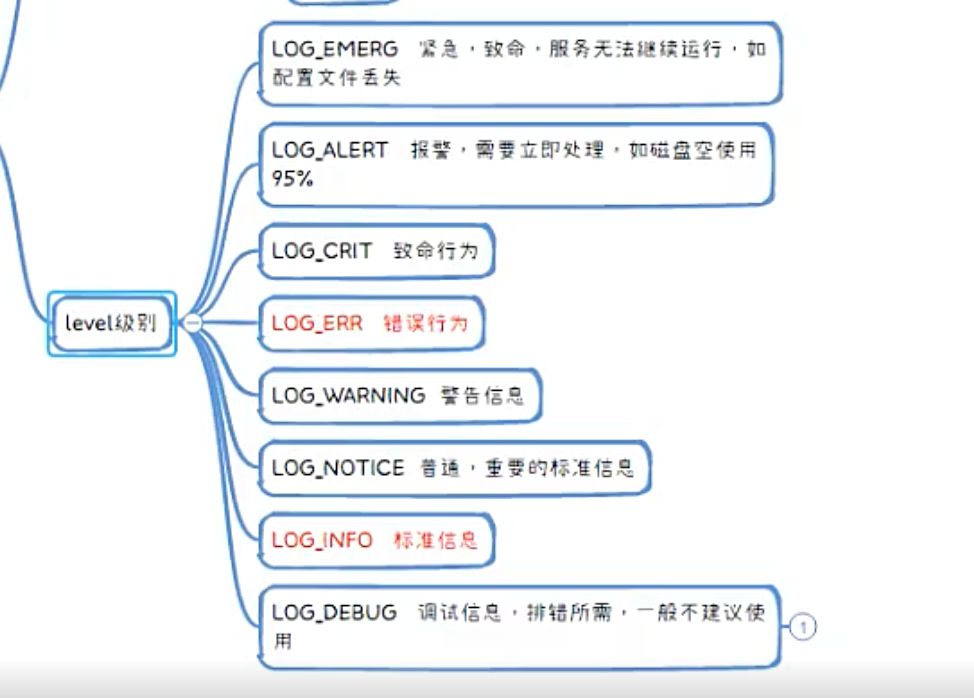 LOG_EMERG 紧急，致命，服务无法继续运行，如
配置文件丢失
LOG_ALERT 报警，需要立即处理，如磁盘空使用
95%
LOG_CRIT 致命行为
level级别
LOG_ERR 错误行为
LOG_WARNING 警告信息
LOG_NOTICE 普通，重要的标准信息
LOG_INFO 标准信息
LOG_DEBUG 调试信息，排错所需，一般不建议使
用
1